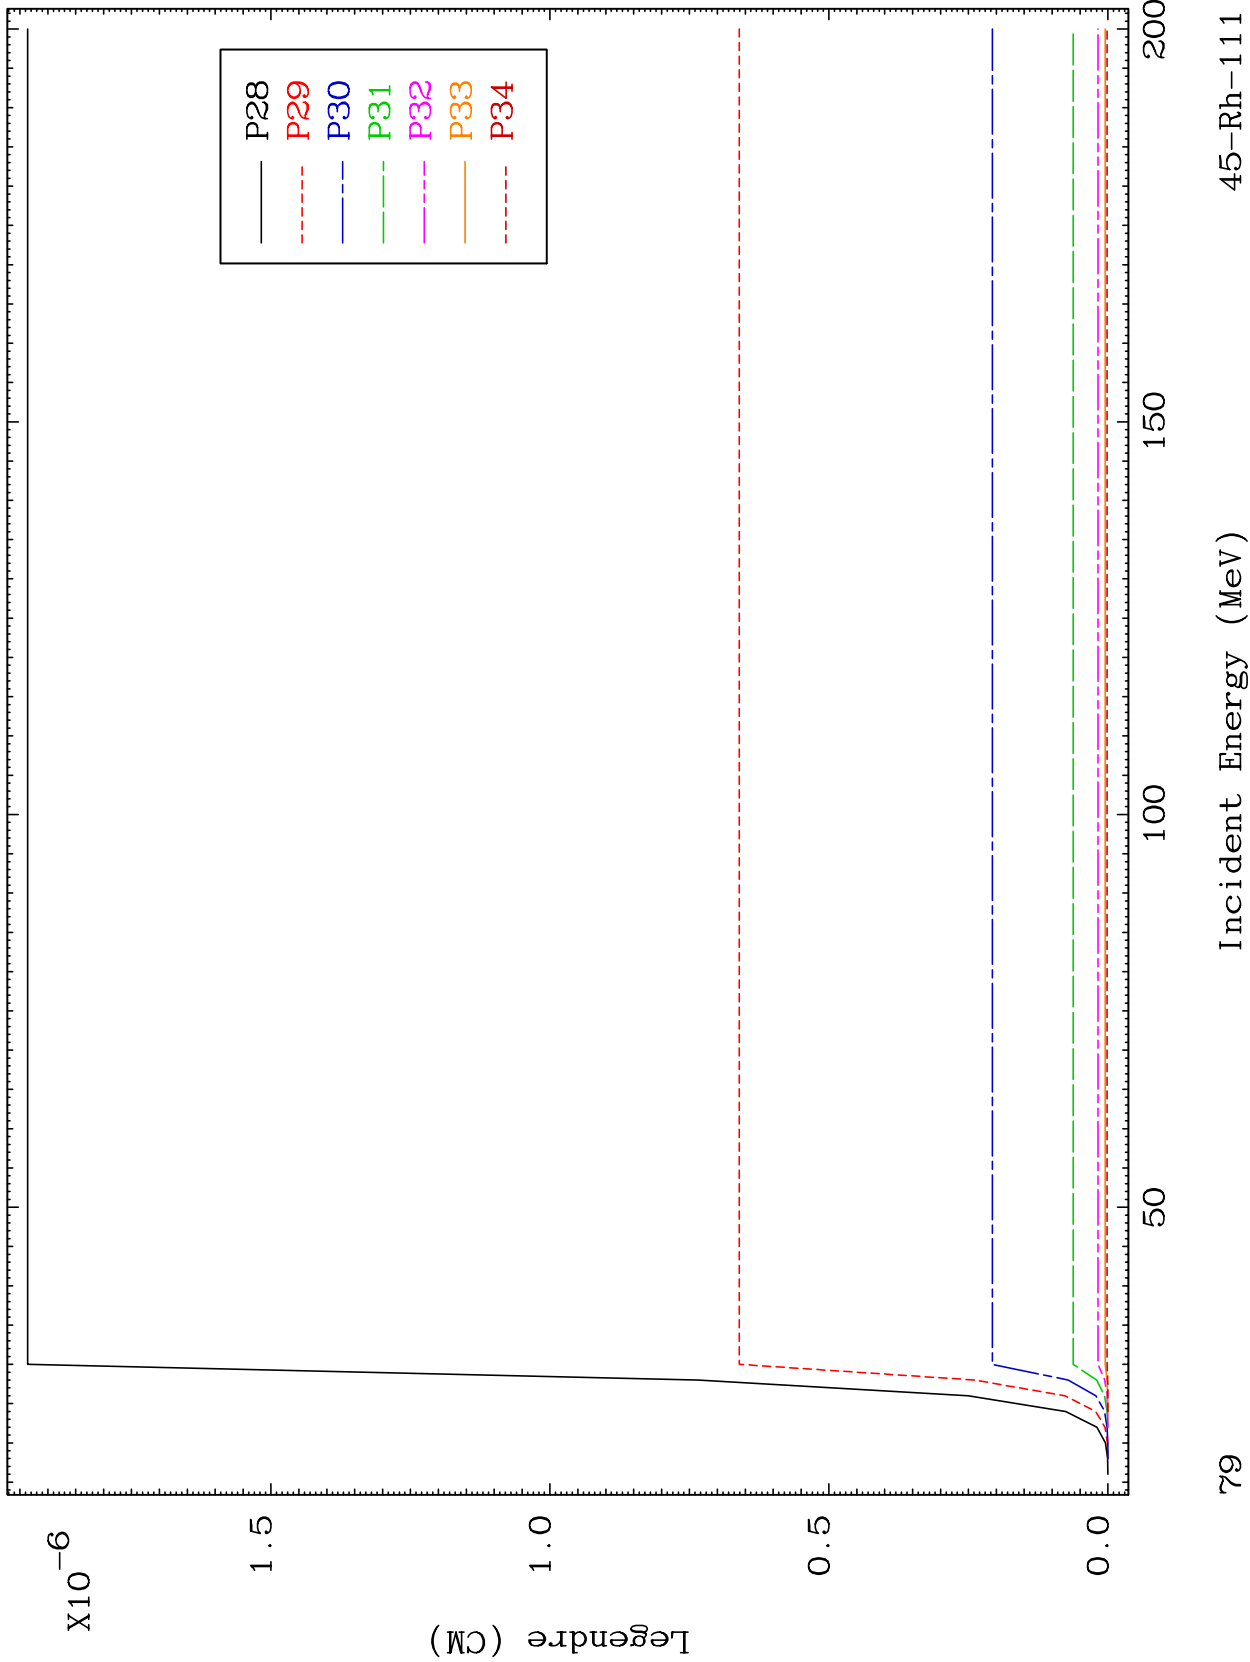 X10-6
1.5
1.0
0.5
0.0
Legendre (CM)
P28
P29
P30
P31
P32
P33
P34
50
100
150
200
Incident Energy (MeV)
79
45-Rh-111